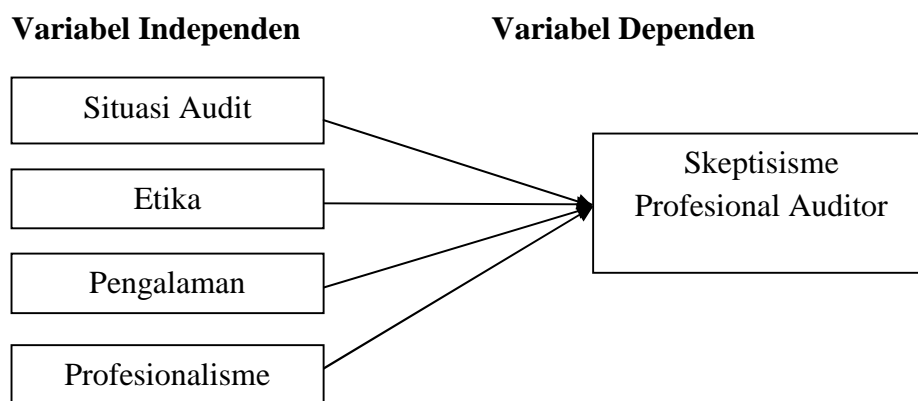 Variabel Independen
Variabel Dependen
Situasi Audit
Etika
Pengalaman
Profesionalisme
Skeptisisme
Profesional Auditor